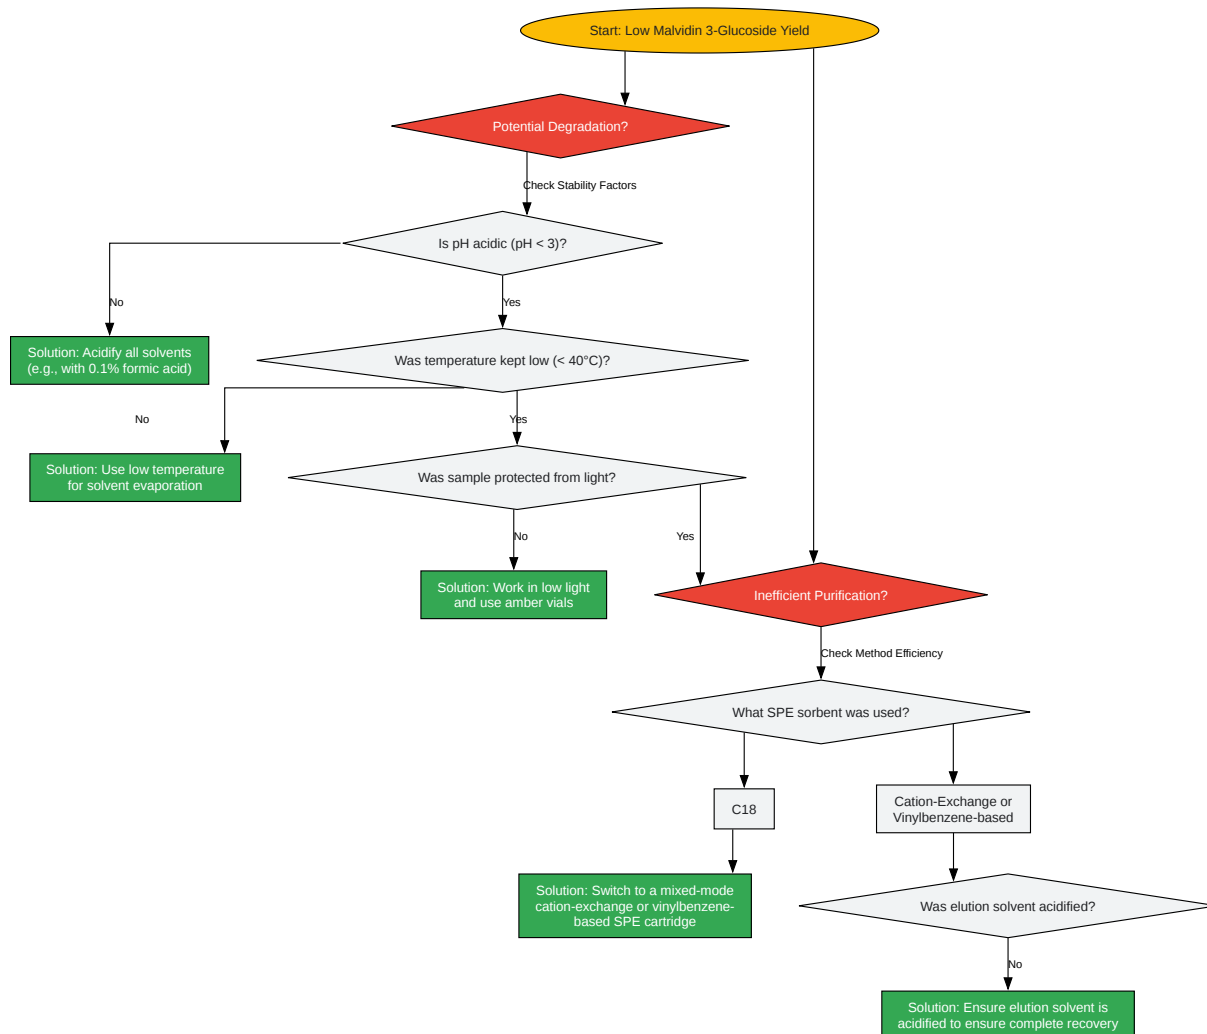 Start: Low Malvidin 3-Glucoside Yield
Potential Degradation?
Check Stability Factors
Is pH acidic (pH < 3)?
No
Yes
Solution: Acidify all solvents
(e.g., with 0.1% formic acid)
Was temperature kept low (< 40°C)?
No
Yes
Solution: Use low temperature
for solvent evaporation
Was sample protected from light?
No
Yes
Solution: Work in low light
and use amber vials
Inefficient Purification?
Check Method Efficiency
What SPE sorbent was used?
C18
Cation-Exchange or
Vinylbenzene-based
Solution: Switch to a mixed-mode
cation-exchange or vinylbenzene-
based SPE cartridge
Was elution solvent acidified?
No
Solution: Ensure elution solvent is
acidified to ensure complete recovery